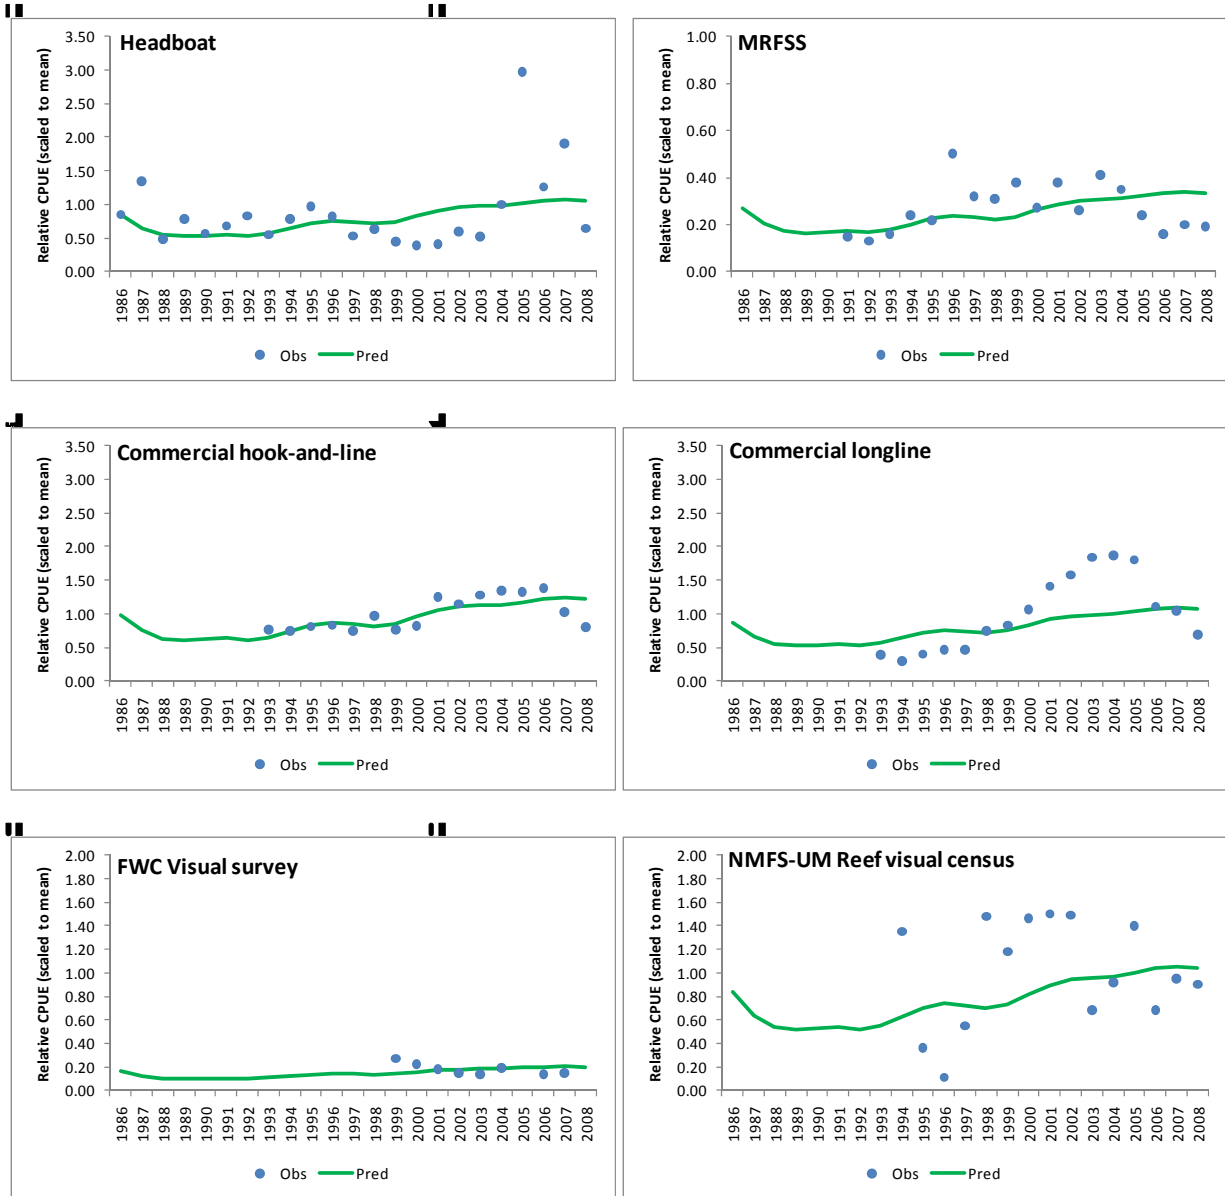 Headboat
Relative CPUE (scaled to mean)
3.50
3.00
2.50
2.00
1.50
1.00
0.50
0.00
1986 1987 1988 1989 1990 1991 1992 1993 1994 1995 1996 1997 1998 1999 2000 2001 2002 2003 2004 2005 2006 2007 2008
Obs Pred
MRFSS
Relative CPUE (scaled to mean)
1.00
0.80
0.60
0.40
0.20
0.00
1986 1987 1988 1989 1990 1991 1992 1993 1994 1995 1996 1997 1998 1999 2000 2001 2002 2003 2004 2005 2006 2007 2008
Obs Pred
Commercial hook-and-line
Relative CPUE (scaled to mean)
3.50
3.00
2.50
2.00
1.50
1.00
0.50
0.00
1986 1987 1988 1989 1990 1991 1992 1993 1994 1995 1996 1997 1998 1999 2000 2001 2002 2003 2004 2005 2006 2007 2008
Obs Pred
Commercial longline
Relative CPUE (scaled to mean)
3.50
3.00
2.50
2.00
1.50
1.00
0.50
0.00
1986 1987 1988 1989 1990 1991 1992 1993 1994 1995 1996 1997 1998 1999 2000 2001 2002 2003 2004 2005 2006 2007 2008
Obs Pred
FWC Visual survey
Relative CPUE (scaled to mean)
2.00
1.80
1.60
1.40
1.20
1.00
0.80
0.60
0.40
0.20
0.00
1986 1987 1988 1989 1990 1991 1992 1993 1994 1995 1996 1997 1998 1999 2000 2001 2002 2003 2004 2005 2006 2007 2008
Obs Pred
NMFS-UM Reef visual census
Relative CPUE (scaled to mean)
2.00
1.80
1.60
1.40
1.20
1.00
0.80
0.60
0.40
0.20
0.00
1986 1987 1988 1989 1990 1991 1992 1993 1994 1995 1996 1997 1998 1999 2000 2001 2002 2003 2004 2005 2006 2007 2008
Obs Pred